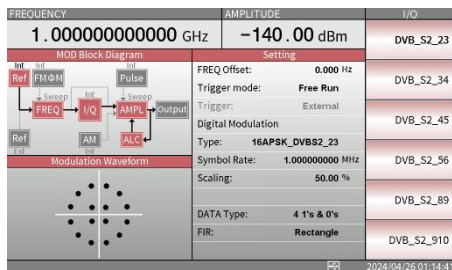 FREQUENCY AMPLITUDE I/Q
1.000000000000 GHz -140.00 dBm
MOD Block Diagram
Int Int Int
Ref FMΦM Pulse
Sweep Int Sweep
FREQ I/Q AMPL Output
Ref AM ALC
Ext Int
Modulation Waveform
Setting
FREQ Offset: 0.000 Hz
Trigger mode: Free Run
Trigger: External
Digital Modulation
Type: 16APSK_DVBS2_23
Symbol Rate: 1.000000000 MHz
Scaling: 50.00 %
DATA Type: 4 1's & 0's
FIR: Rectangle
DVB_S2_23
DVB_S2_34
DVB_S2_45
DVB_S2_56
DVB_S2_89
DVB_S2_910
2024/04/26 01:14:41